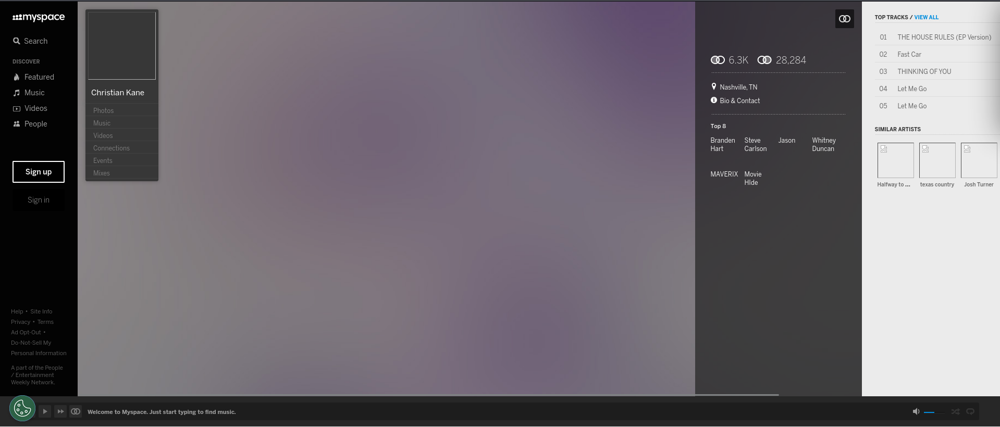 myspace
Search
DISCOVER
Featured
Music
Videos
People
Sign up
Sign in
Help • Site Info
Privacy • Terms
Ad Opt-Out •
Do-Not-Sell My
Personal Information
A part of the People
/ Entertainment
Weekly Network.
Christian Kane
Photos
Music
Videos
Connections
Events
Mixes
6.3K 28,284
Nashville, TN
Bio & Contact
Top 8
Branden Hart
Steve Carlson
Jason
Whitney Duncan
MAVERIX
Movie HIde
TOP TRACKS / VIEW ALL
01 THE HOUSE RULES (EP Version)
02 Fast Car
03 THINKING OF YOU
04 Let Me Go
05 Let Me Go
SIMILAR ARTISTS
Halfway to ...
texas country
Josh Turner
Welcome to Myspace. Just start typing to find music.